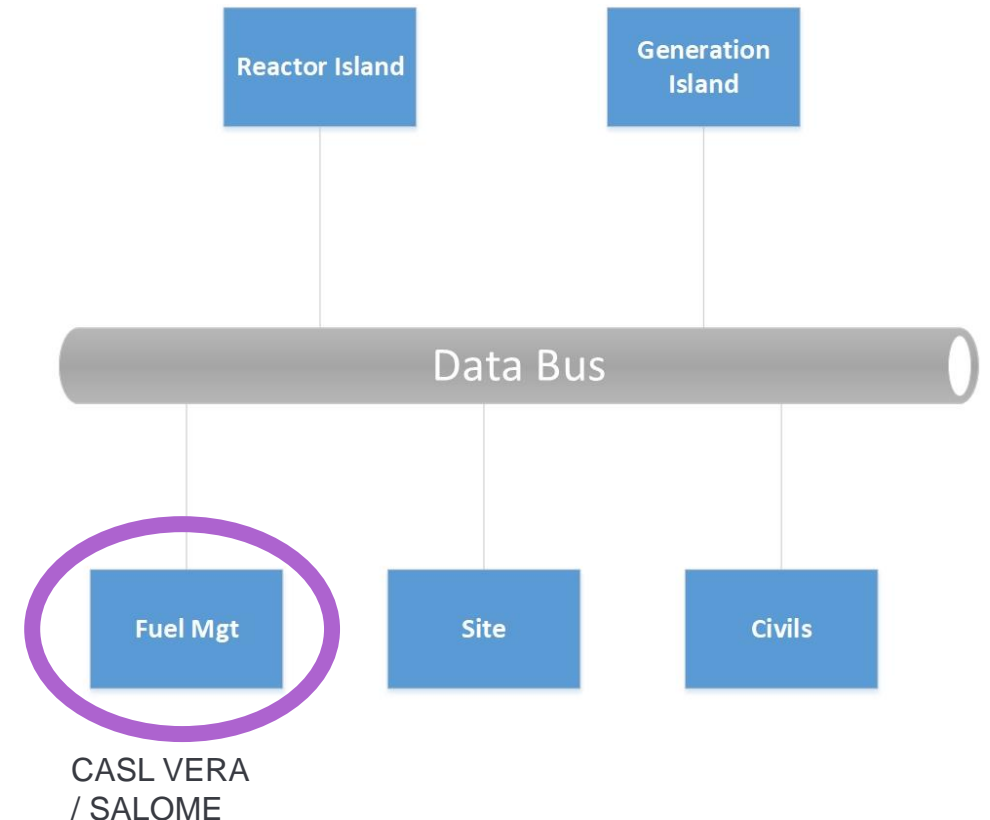 Reactor Island
Generation
Island
Data Bus
Fuel Mgt
Site
Civils
CASL VERA
/ SALOME